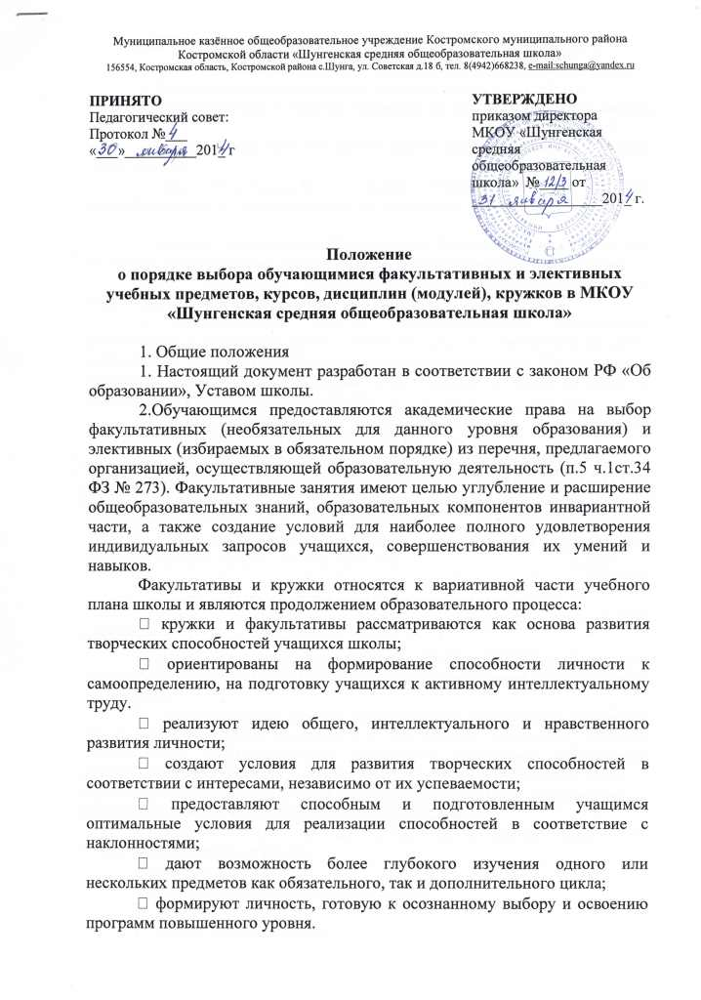 Муниципальное казённое общеобразовательное учреждение Костромского муниципального района
Костромской области «Шунгенская средняя общеобразовательная школа»
156554, Костромская область, Костромской района с.Шунга, ул. Советская д.18 б, тел. 8(4942)668238, e-mail:schunga@yandex.ru
ПРИНЯТО
Педагогический совет:
Протокол № 4
«30» января 2014 г
УТВЕРЖДЕНО
приказом директора
МКОУ «Шунгенская
средняя
общеобразовательная
школа» № 12/3 от
31 января 2014 г.
Положение
о порядке выбора обучающимися факультативных и элективных
учебных предметов, курсов, дисциплин (модулей), кружков в МКОУ
«Шунгенская средняя общеобразовательная школа»
1. Общие положения
1. Настоящий документ разработан в соответствии с законом РФ «Об
образовании», Уставом школы.
2.Обучающимся предоставляются академические права на выбор
факультативных (необязательных для данного уровня образования) и
элективных (избираемых в обязательном порядке) из перечня, предлагаемого
организацией, осуществляющей образовательную деятельность (п.5 ч.1ст.34
ФЗ № 273). Факультативные занятия имеют целью углубление и расширение
общеобразовательных знаний, образовательных компонентов инвариантной
части, а также создание условий для наиболее полного удовлетворения
индивидуальных запросов учащихся, совершенствования их умений и
навыков.
Факультативы и кружки относятся к вариативной части учебного
плана школы и являются продолжением образовательного процесса:
□ кружки и факультативы рассматриваются как основа развития
творческих способностей учащихся школы;
□ ориентированы на формирование способности личности к
самоопределению, на подготовку учащихся к активному интеллектуальному
труду.
□ реализуют идею общего, интеллектуального и нравственного
развития личности;
□ создают условия для развития творческих способностей в
соответствии с интересами, независимо от их успеваемости;
□ предоставляют способным и подготовленным учащимся
оптимальные условия для реализации способностей в соответствие с
наклонностями;
□ дают возможность более глубокого изучения одного или
нескольких предметов как обязательного, так и дополнительного цикла;
□ формируют личность, готовую к осознанному выбору и освоению
программ повышенного уровня.